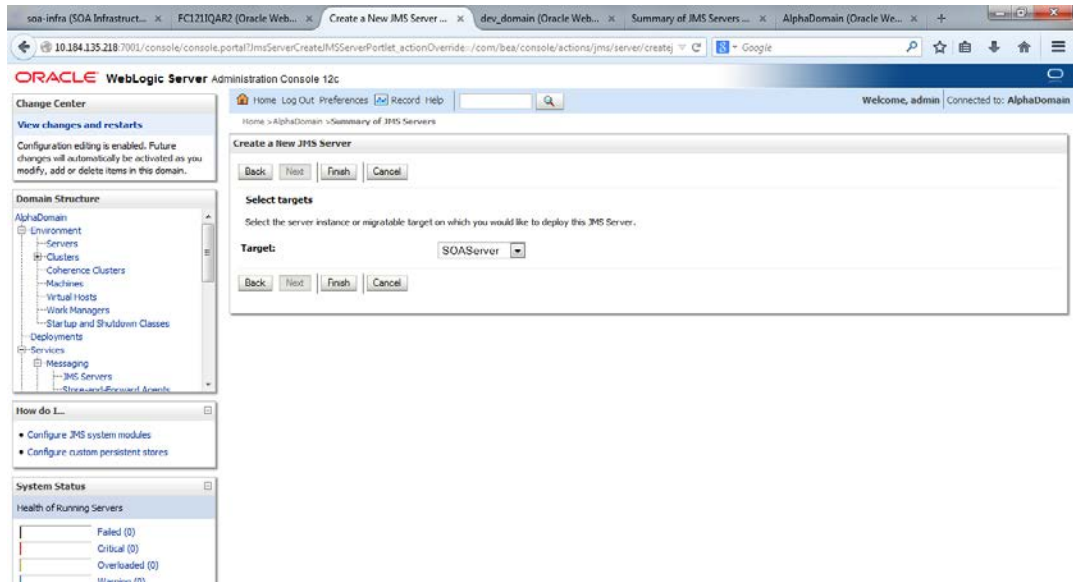 soa-infra (SOA Infrastruct... × FC121IQAR2 (Oracle Web... × Create a New JMS Server ... × dev_domain (Oracle Web... × Summary of JMS Servers ... × AlphaDomain (Oracle We... × +
10.184.135.218:7001/console/console.portal?JmsServerCreateJMSServerPortlet_actionOverride=/com/bea/console/actions/jms/server/createj
8 Google
ORACLE WebLogic Server Administration Console 12c
Change Center
View changes and restarts
Configuration editing is enabled. Future
changes will automatically be activated as you
modify, add or delete items in this domain.
Domain Structure
AlphaDomain
Environment
Servers
Clusters
Coherence Clusters
Machines
Virtual Hosts
Work Managers
Startup and Shutdown Classes
Deployments
Services
Messaging
JMS Servers
Store-and-Forward Agents
How do I...
Configure JMS system modules
Configure custom persistent stores
System Status
Health of Running Servers
Failed (0)
Critical (0)
Overloaded (0)
Warning (0)
Home Log Out Preferences Record Help
Welcome, admin Connected to: AlphaDomain
Home >AlphaDomain >Summary of JMS Servers
Create a New JMS Server
Back Next Finish Cancel
Select targets
Select the server instance or migratable target on which you would like to deploy this JMS Server.
Target: SOAServer
Back Next Finish Cancel